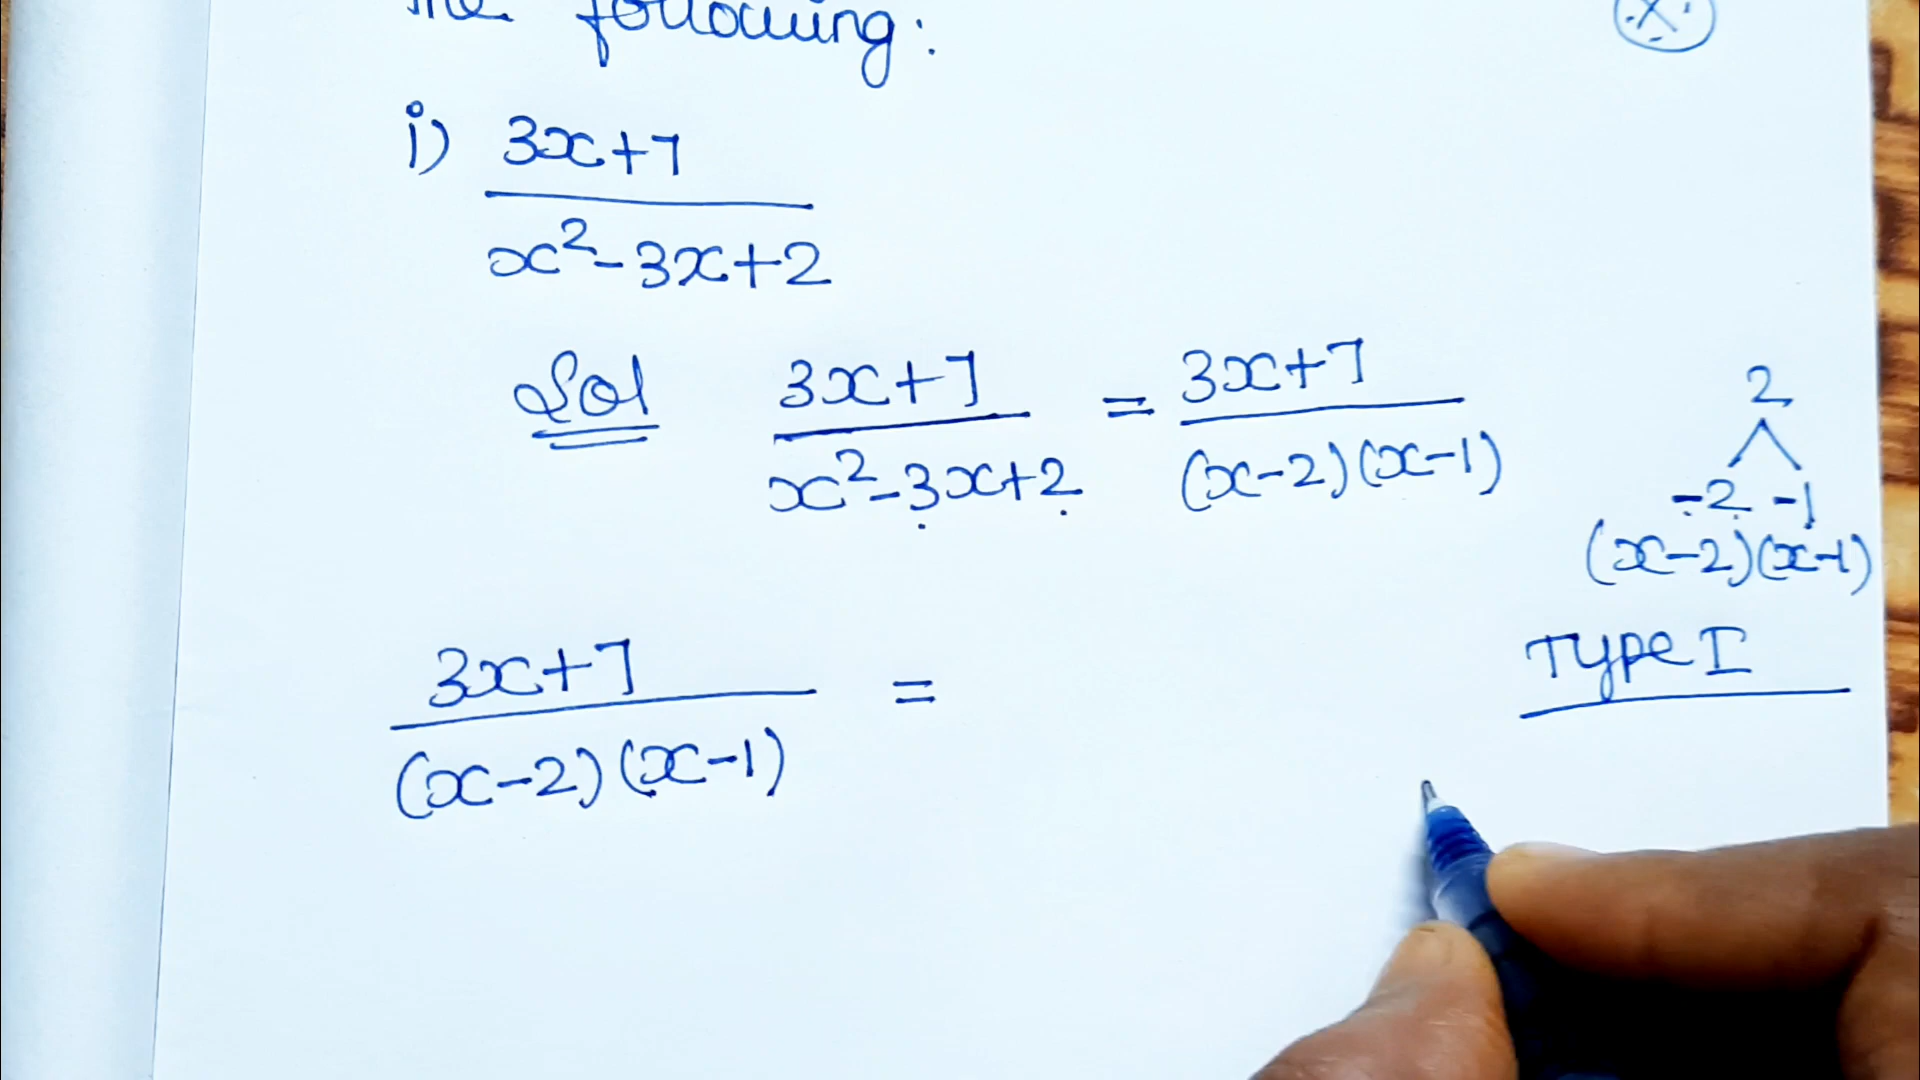 the following:
i) 3x+7
x²-3x+2
Sol 3x+7 = 3x+7
x²-3x+2 (x-2)(x-1)
2
-2 -1
(x-2)(x-1)
Type I
3x+7 =
(x-2)(x-1)